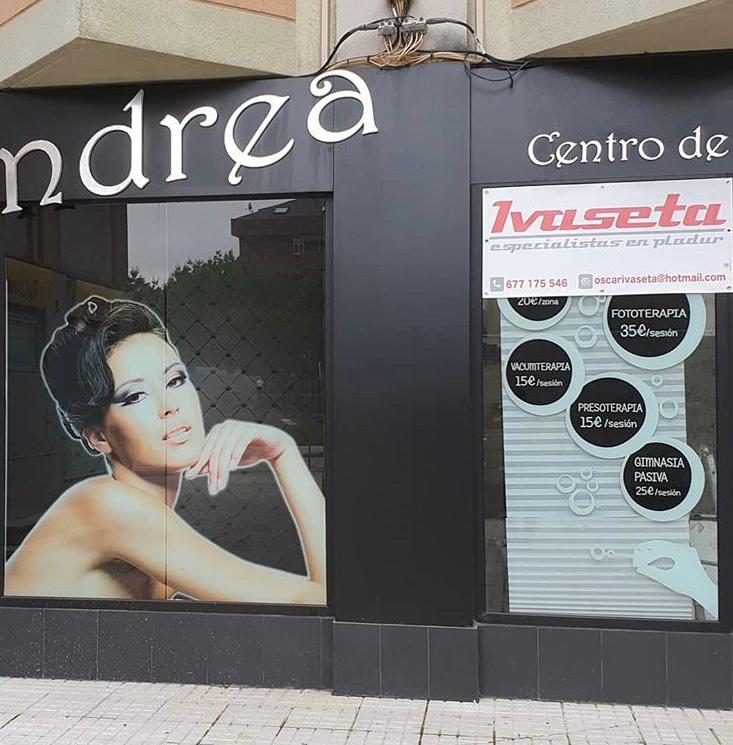 ndrea
Centro de
Ivaseta
especialistas en pladur
677 175 546
oscarivaseta@hotmail.com
20€/zona
FOTOTERAPIA
35€/sesión
VACUMTERAPIA
15€/sesión
PRESOTERAPIA
15€/sesión
GIMNASIA
PASIVA
25€/sesión